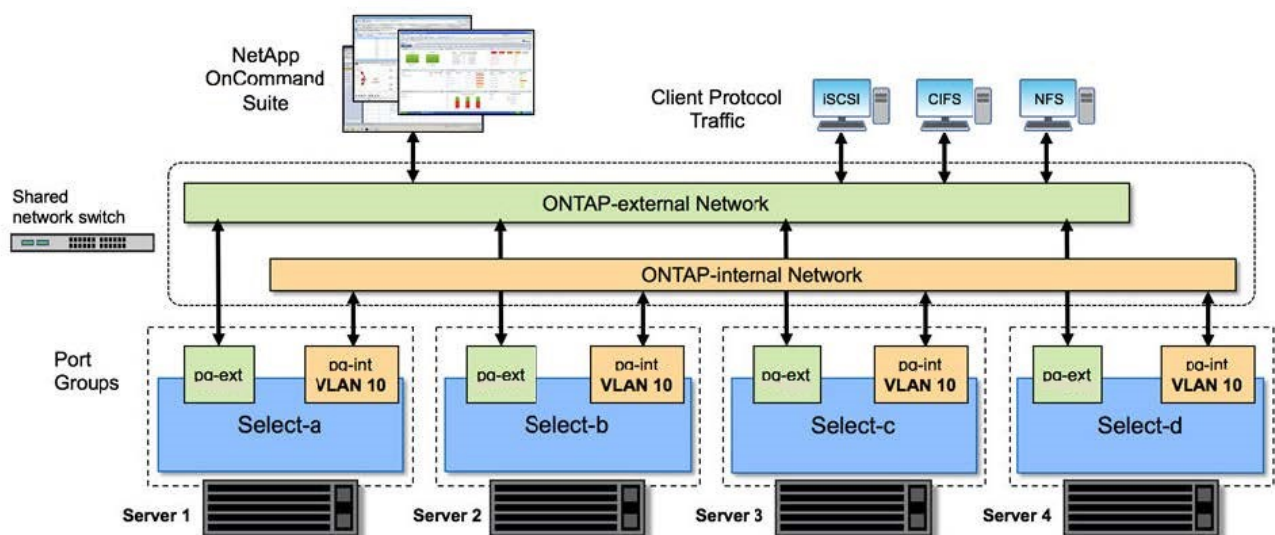 NetApp
OnCommand
Suite
Client Protocol
Traffic
iSCSI
CIFS
NFS
Shared
network switch
ONTAP-external Network
ONTAP-internal Network
Port
Groups
pg-ext
pg-int
VLAN 10
Select-a
pg-ext
pg-int
VLAN 10
Select-b
pg-ext
pg-int
VLAN 10
Select-c
pg-ext
pg-int
VLAN 10
Select-d
Server 1
Server 2
Server 3
Server 4